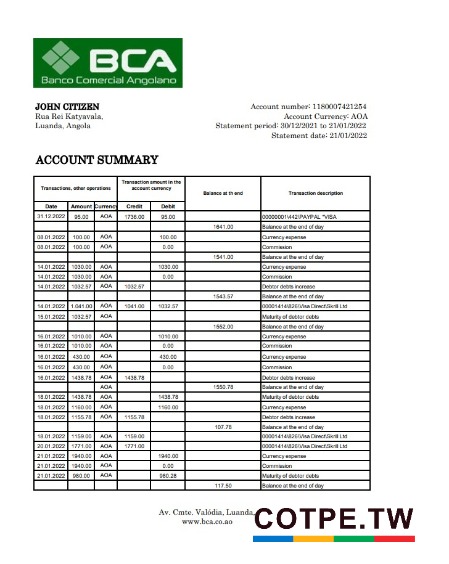 BCA
Banco Comercial Angolano
JOHN CITIZEN
Rua Rei Katyavala,
Luanda, Angola
Account number: 1180007421254
Account Currency: AOA
Statement period: 30/12/2021 to 21/01/2022
Statement date: 21/01/2022
ACCOUNT SUMMARY
Transactions, other operations Transaction amount in the account currency Balance at th end Transaction description
Date Amount Currency Credit Debit
31.12.2022 95.00 AOA 1736.00 95.00 00000001\442\PAYPAL *VISA
1641.00 Balance at the end of day
08.01.2022 100.00 AOA 100.00 Currency expense
08.01.2022 100.00 AOA 0.00 Commission
1541.00 Balance at the end of day
14.01.2022 1030.00 AOA 1030.00 Currency expense
14.01.2022 1030.00 AOA 0.00 Commission
14.01.2022 1032.57 AOA 1032.57 Debtor debts increase
1543.57 Balance at the end of day
14.01.2022 1.041.00 AOA 1041.00 1032.57 00001414\826\Visa Direct\Skrill Ltd
15.01.2022 1032.57 AOA Maturity of debtor debts
1552.00 Balance at the end of day
16.01.2022 1010.00 AOA 1010.00 Currency expense
16.01.2022 1010.00 AOA 0.00 Commission
16.01.2022 430.00 AOA 430.00 Currency expense
16.01.2022 430.00 AOA 0.00 Commission
16.01.2022 1438.78 AOA 1438.78 Debtor debts increase
AOA 1550.78 Balance at the end of day
18.01.2022 1438.78 AOA 1438.78 Maturity of debtor debts
18.01.2022 1160.00 AOA 1160.00 Currency expense
18.01.2022 1155.78 AOA 1155.78 Debtor debts increase
107.78 Balance at the end of day
18.01.2022 1159.00 AOA 1159.00 00001414\826\Visa Direct\Skrill Ltd
20.01.2022 1771.00 AOA 1771.00 00001414\826\Visa Direct\Skrill Ltd
21.01.2022 1940.00 AOA 1940.00 Currency expense
21.01.2022 1940.00 AOA 0.00 Commission
21.01.2022 980.00 AOA 980.28 Maturity of debtor debts
117.50 Balance at the end of day
Av. Cmte. Valódia, Luanda,
www.bca.co.ao
COTPE.TW